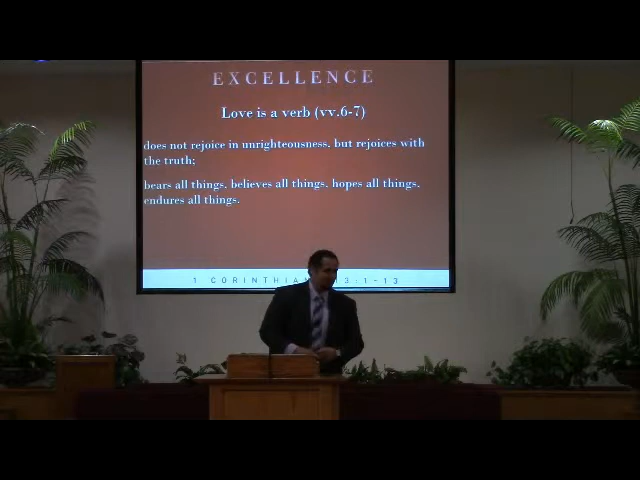 EXCELLENCE
Love is a verb (vv.6-7)
does not rejoice in unrighteousness, but rejoices with
the truth;
bears all things, believes all things, hopes all things,
endures all things.
1 CORINTHIA 3:1-13